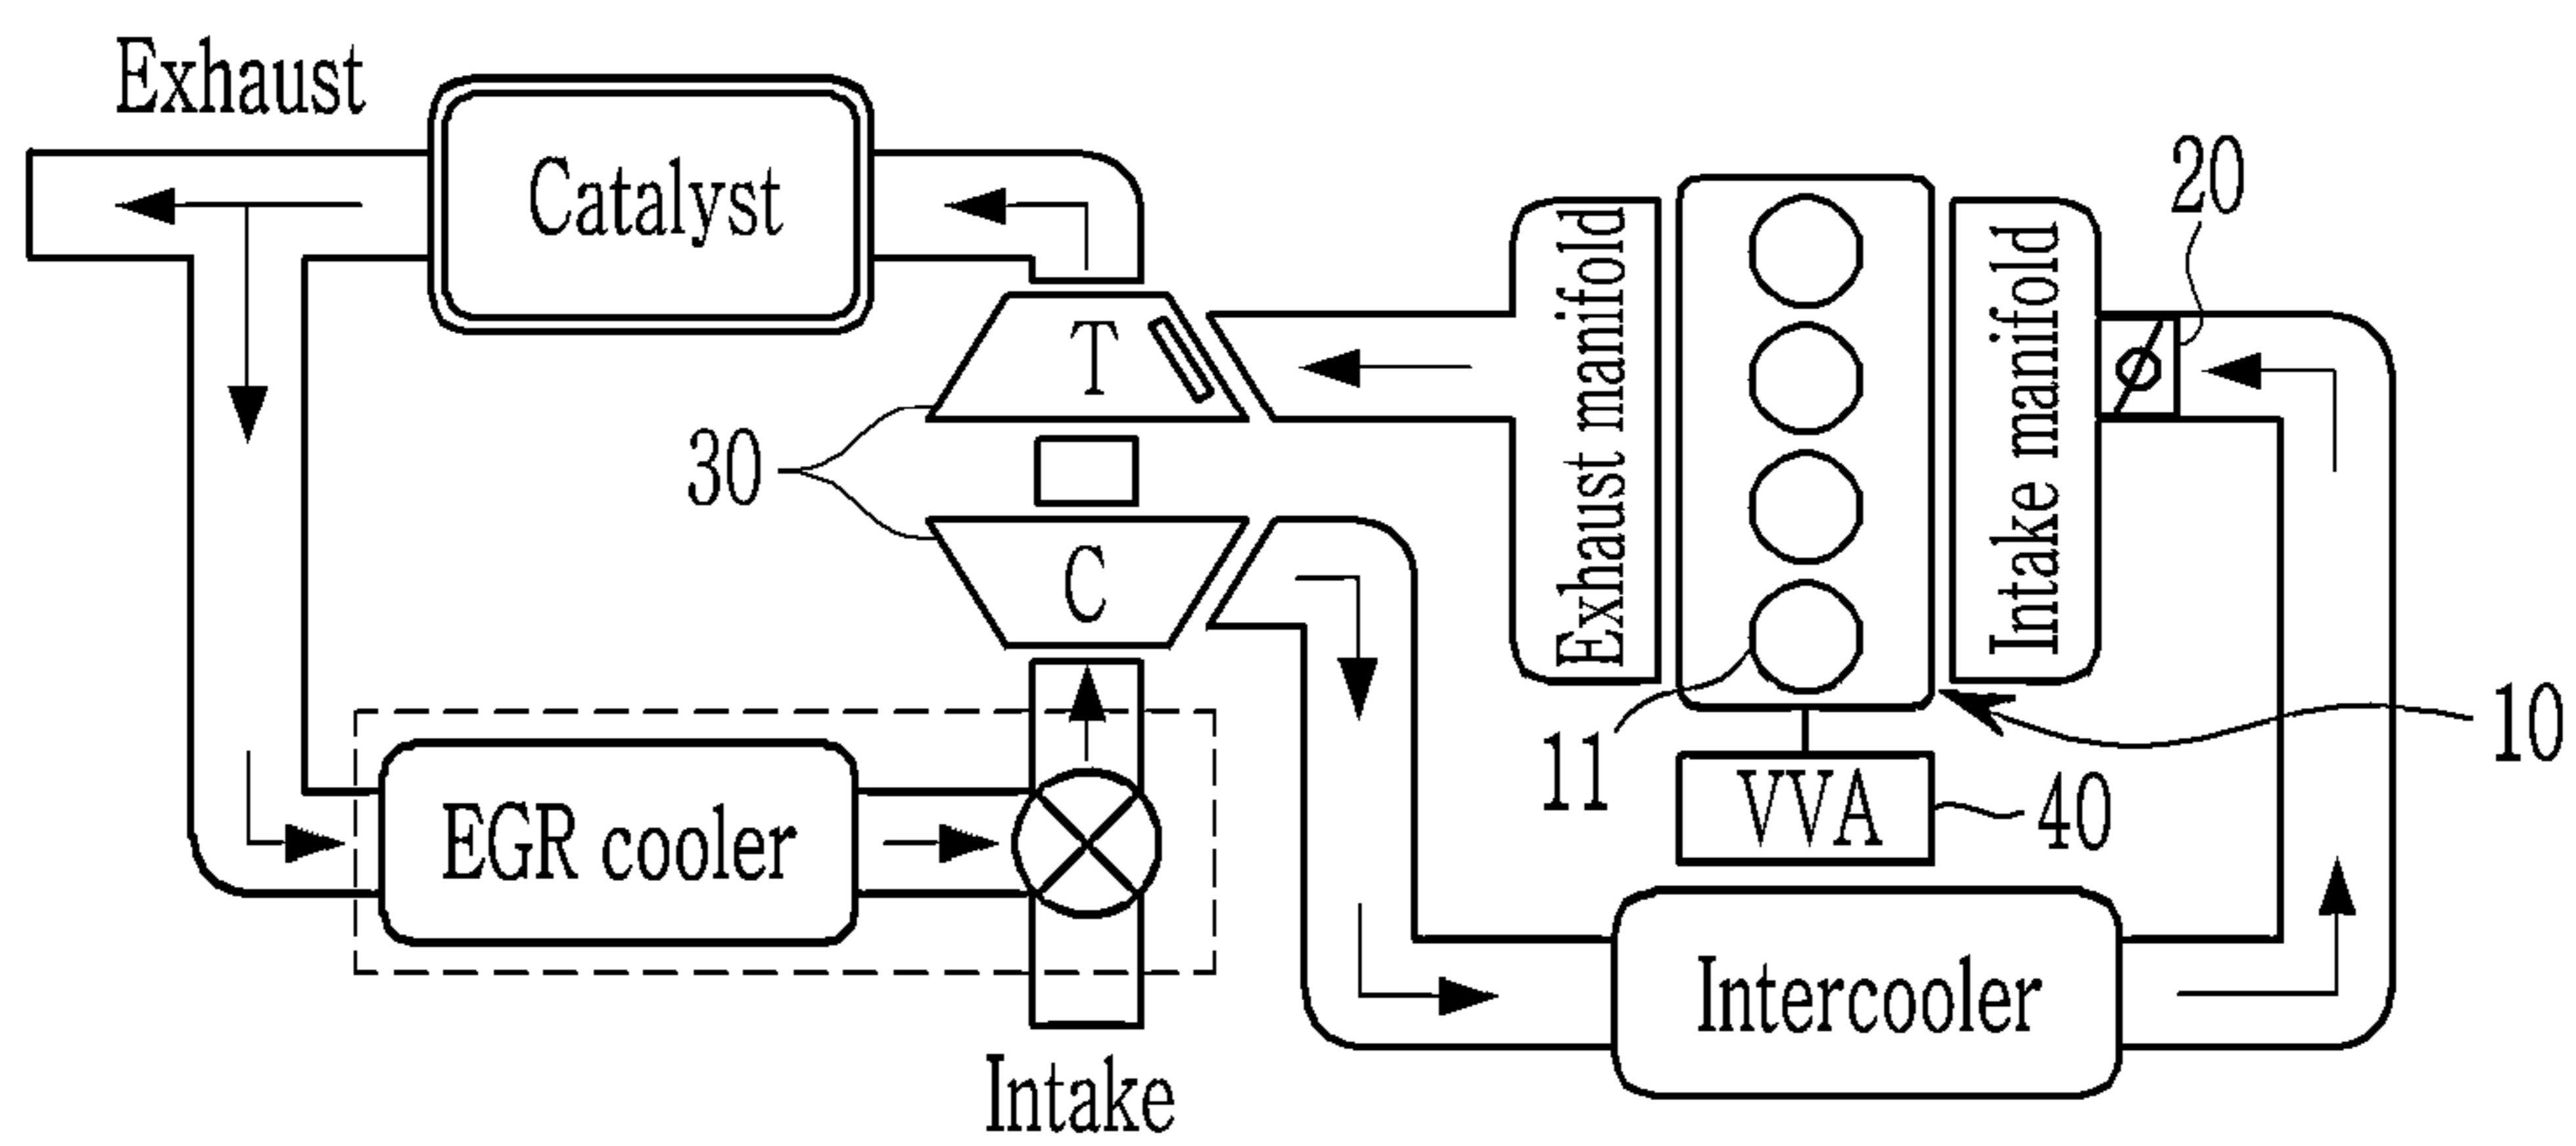 Exhaust
Catalyst
20
T
Exhaust manifold
Intake manifold
30
C
11
10
VVA
40
EGR cooler
Intercooler
Intake